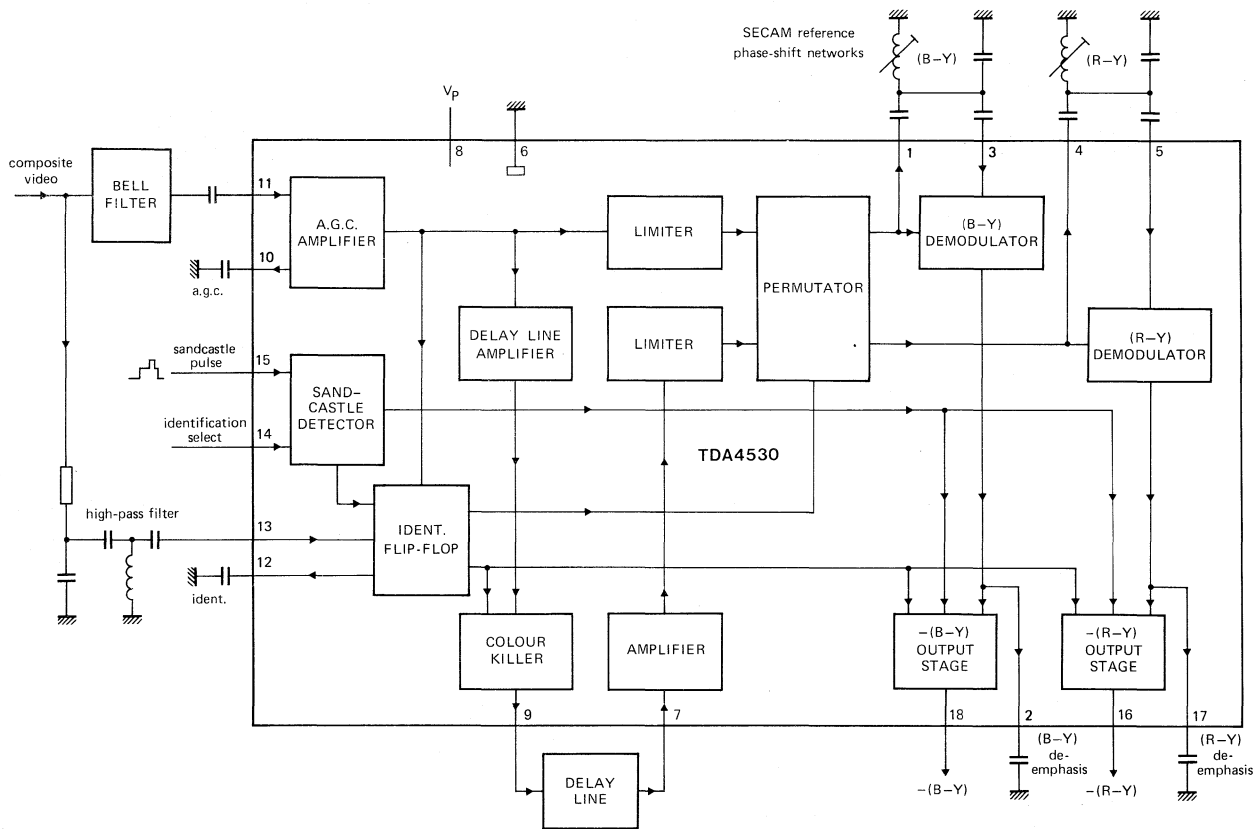 SECAM reference
phase-shift networks
(B–Y)
(R–Y)
VP
8
6
1
3
4
5
composite
video
BELL
FILTER
11
A.G.C.
AMPLIFIER
10
a.g.c.
LIMITER
PERMUTATOR
(B–Y)
DEMODULATOR
DELAY LINE
AMPLIFIER
LIMITER
(R–Y)
DEMODULATOR
sandcastle
pulse
15
SAND–
CASTLE
DETECTOR
identification
select
14
TDA4530
high-pass filter
13
IDENT.
FLIP-FLOP
12
ident.
COLOUR
KILLER
AMPLIFIER
–(B–Y)
OUTPUT
STAGE
–(R–Y)
OUTPUT
STAGE
9
7
18
2
16
17
(B–Y)
de-
emphasis
(R–Y)
de-
emphasis
DELAY
LINE
–(B–Y)
–(R–Y)